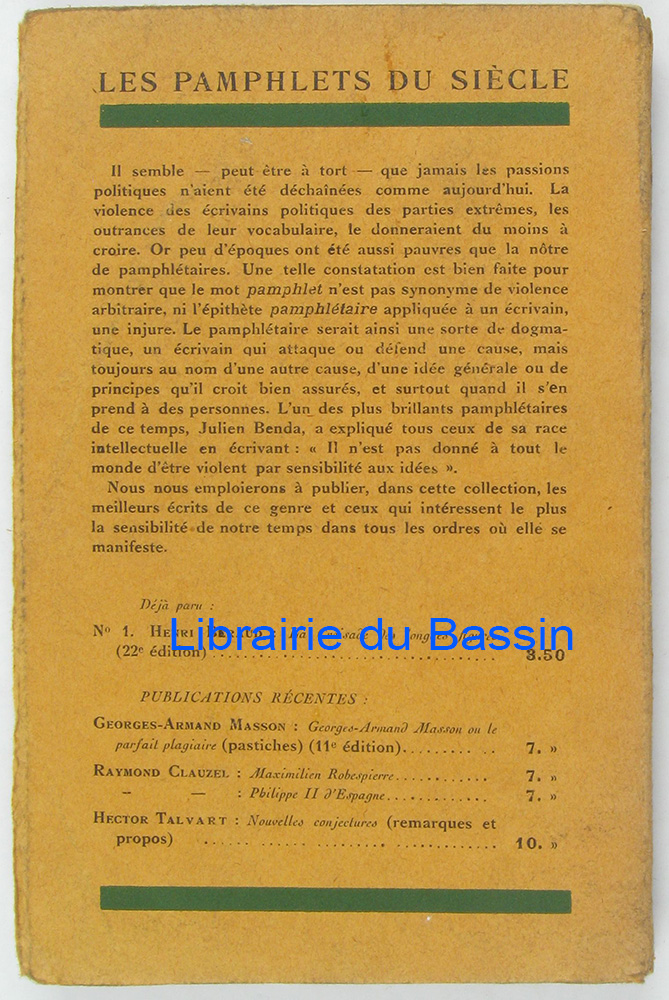 LES PAMPHLETS DU SIÈCLE
Il semble — peut être à tort — que jamais les passions
politiques n'aient été déchaînées comme aujourd'hui. La
violence des écrivains politiques des parties extrêmes, les
outrances de leur vocabulaire, le donneraient du moins à
croire. Or peu d'époques ont été aussi pauvres que la nôtre
de pamphlétaires. Une telle constatation est bien faite pour
montrer que le mot pamphlet n'est pas synonyme de violence
arbitraire, ni l'épithète pamphlétaire appliquée à un écrivain,
une injure. Le pamphlétaire serait ainsi une sorte de dogma-
tique, un écrivain qui attaque ou défend une cause, mais
toujours au nom d'une autre cause, d'une idée générale ou de
principes qu'il croit bien assurés, et surtout quand il s'en
prend à des personnes. L'un des plus brillants pamphlétaires
de ce temps, Julien Benda, a expliqué tous ceux de sa race
intellectuelle en écrivant : « Il n'est pas donné à tout le
monde d'être violent par sensibilité aux idées ».
Nous nous emploierons à publier, dans cette collection, les
meilleurs écrits de ce genre et ceux qui intéressent le plus
la sensibilité de notre temps dans tous les ordres où elle se
manifeste.
Déjà paru :
Nº 1. HENRI BERAUD :
Librairie du Bassin
(22e édition) ........ 3.50
PUBLICATIONS RÉCENTES :
GEORGES-ARMAND MASSON : Georges-Armand Masson ou le
parfait plagiaire (pastiches) (11e édition)........ 7. »
RAYMOND CLAUZEL : Maximilien Robespierre............ 7. »
— — : Philippe II d'Espagne............ 7. »
HECTOR TALVART : Nouvelles conjectures (remarques et
propos) ........ 10. »